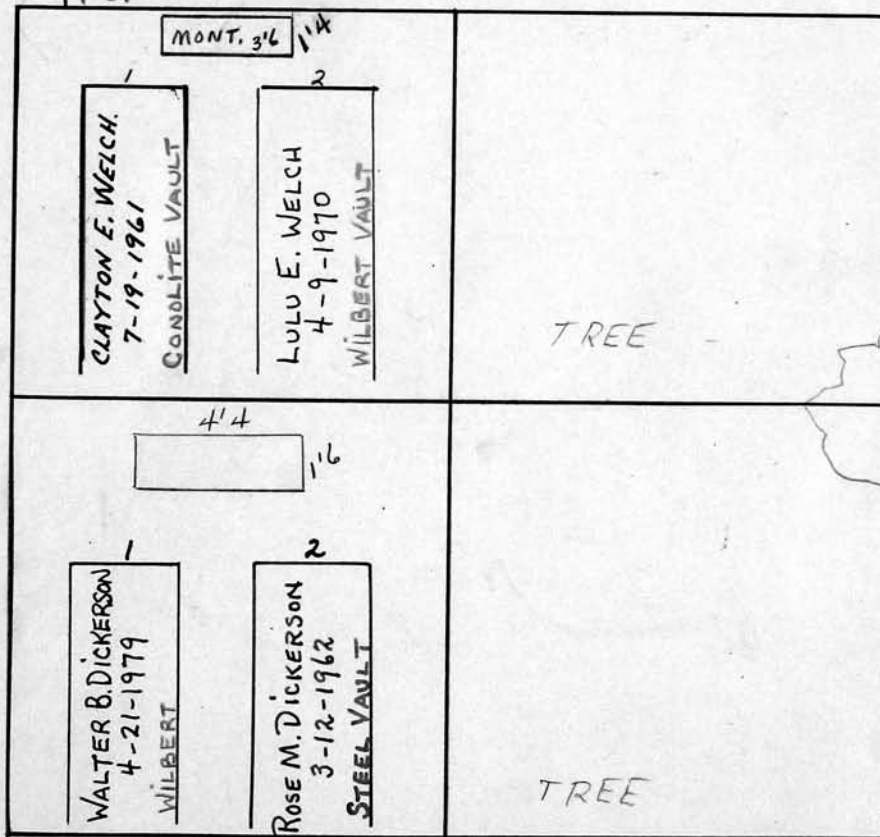 MONT. 3'6
1'4
1
CLAYTON E. WELCH.
7-19-1961
CONOLITE VAULT
2
LULU E. WELCH
4-9-1970
WILBERT VAULT
TREE
4'4
1'6
1
WALTER B. DICKERSON
4-21-1979
WILBERT
2
ROSE M. DICKERSON
3-12-1962
STEEL VAULT
TREE